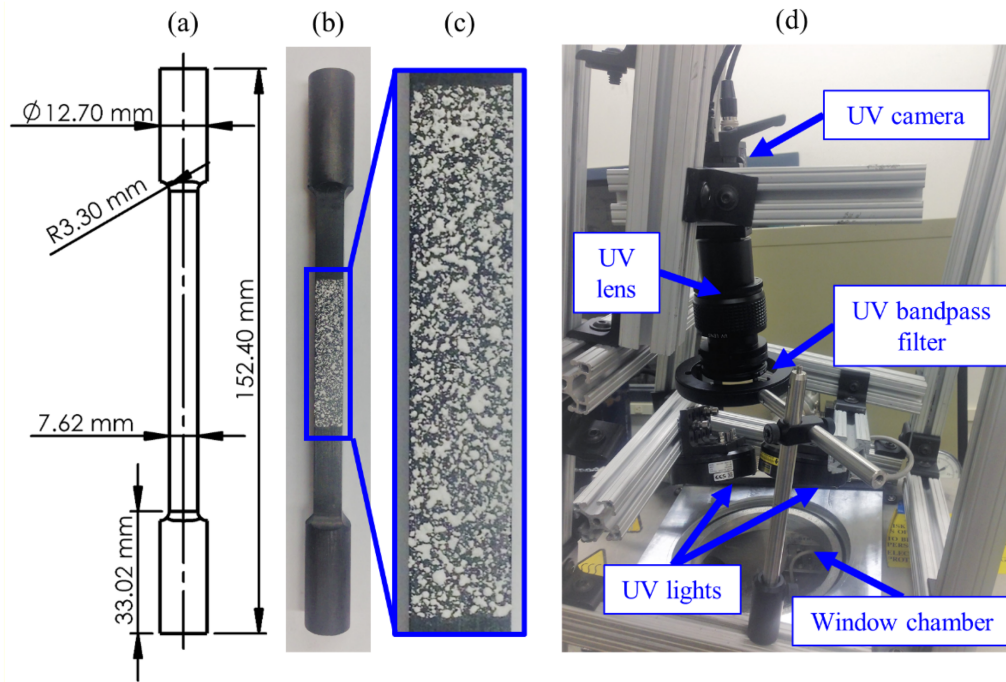 (a)
(b)
(c)
(d)
Ø12.70 mm
R3.30 mm
152.40 mm
7.62 mm
33.02 mm
UV camera
UV
lens
UV bandpass
filter
UV lights
Window chamber